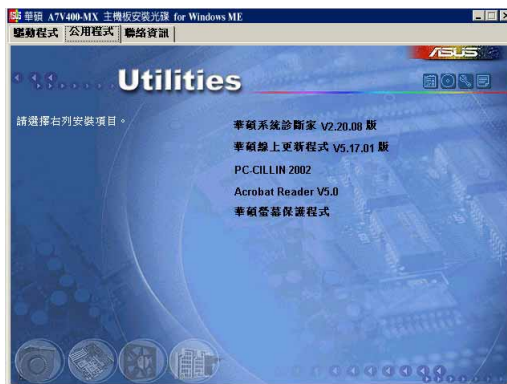 華碩 A7V400-MX 主機板安裝光碟 for Windows ME
驅動程式 公用程式 聯絡資訊
ASUS
Utilities
請選擇右列安裝項目。
華碩系統診斷家 V2.20.08 版
華碩線上更新程式 V5.17.01 版
PC-CILLIN 2002
Acrobat Reader V5.0
華碩螢幕保護程式